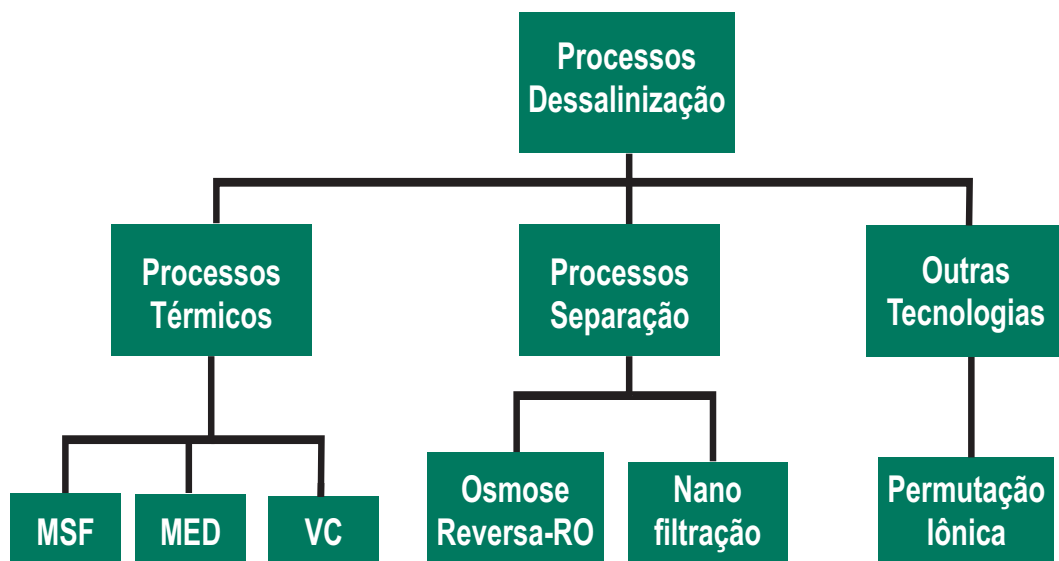 Processos
Dessalinização
Processos
Térmicos
Processos
Separação
Outras
Tecnologias
MSF
MED
VC
Osmose
Reversa-RO
Nano
filtração
Permutação
Iônica